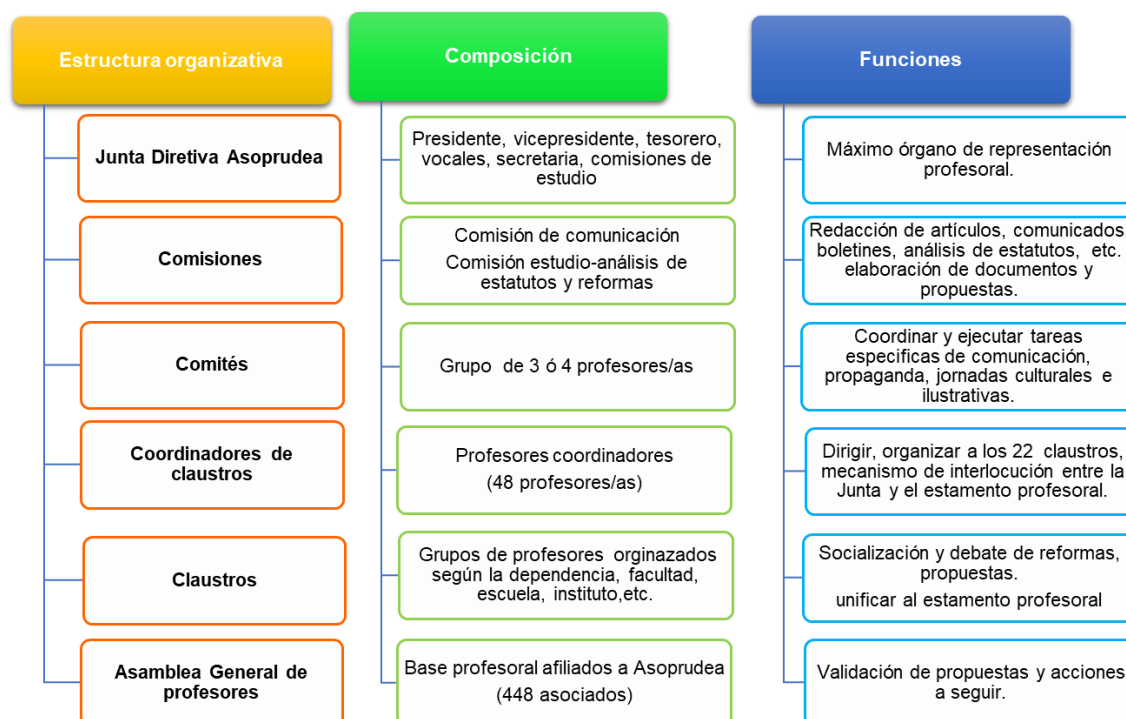 Estructura organizativa
Composición
Funciones
Junta Diretiva Asoprudea
Presidente, vicepresidente, tesorero,
vocales, secretaria, comisiones de
estudio
Máximo órgano de representación
profesoral.
Comisiones
Comisión de comunicación
Comisión estudio-análisis de
estatutos y reformas
Redacción de artículos, comunicados
boletines, análisis de estatutos, etc.
elaboración de documentos y
propuestas.
Comités
Grupo de 3 ó 4 profesores/as
Coordinar y ejecutar tareas
especificas de comunicación,
propaganda, jornadas culturales e
ilustrativas.
Coordinadores de
claustros
Profesores coordinadores
(48 profesores/as)
Dirigir, organizar a los 22 claustros,
mecanismo de interlocución entre la
Junta y el estamento profesoral.
Claustros
Grupos de profesores orginazados
según la dependencia, facultad,
escuela, instituto,etc.
Socialización y debate de reformas,
propuestas.
unificar al estamento profesoral
Asamblea General de
profesores
Base profesoral afiliados a Asoprudea
(448 asociados)
Validación de propuestas y acciones
a seguir.